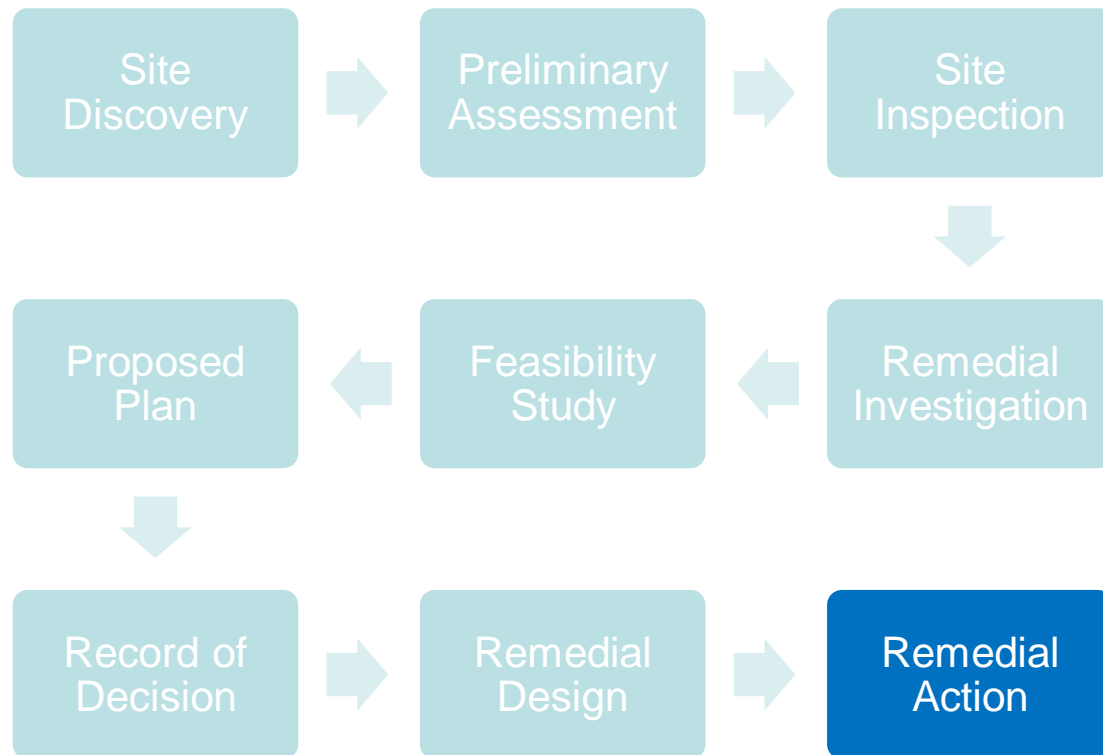 Site
Discovery
Preliminary
Assessment
Site
Inspection
Remedial
Investigation
Feasibility
Study
Proposed
Plan
Record of
Decision
Remedial
Design
Remedial
Action